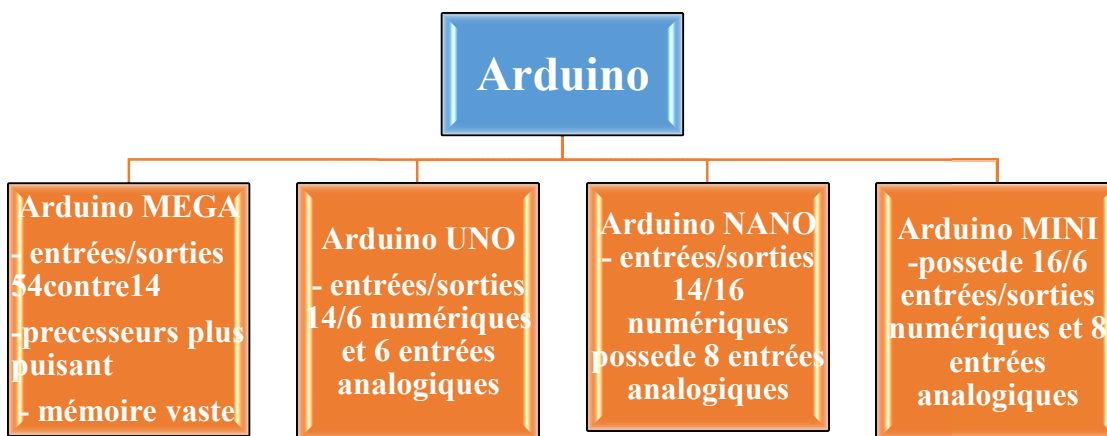 Arduino
Arduino MEGA
- entrées/sorties
54contre14
-precesseurs plus
puisant
- mémoire vaste
Arduino UNO
- entrées/sorties
14/6 numériques
et 6 entrées
analogiques
Arduino NANO
- entrées/sorties
14/16
numériques
possede 8 entrées
analogiques
Arduino MINI
-possede 16/6
entrées/sorties
numériques et 8
entrées
analogiques